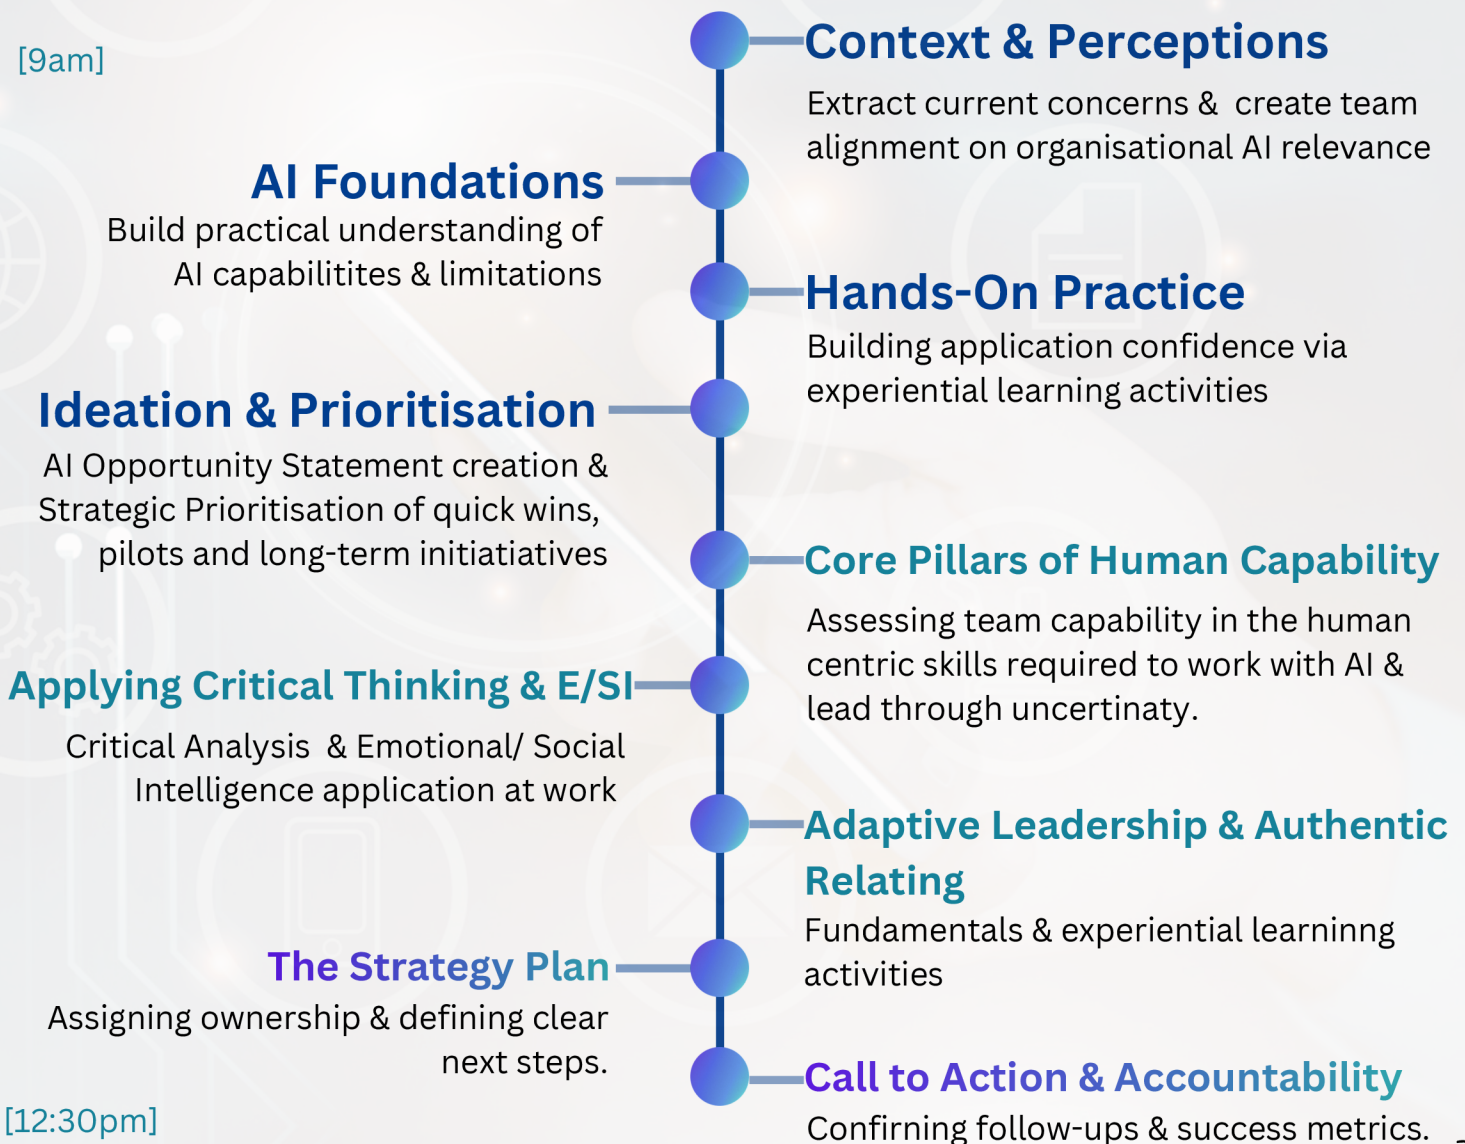 [9am]
Context & Perceptions
Extract current concerns & create team
alignment on organisational AI relevance
AI Foundations
Build practical understanding of
AI capabilitites & limitations
Hands-On Practice
Building application confidence via
experiential learning activities
Ideation & Prioritisation
AI Opportunity Statement creation &
Strategic Prioritisation of quick wins,
pilots and long-term initiatiatives
Core Pillars of Human Capability
Assessing team capability in the human
centric skills required to work with AI &
lead through uncertinaty.
Applying Critical Thinking & E/SI
Critical Analysis & Emotional/ Social
Intelligence application at work
Adaptive Leadership & Authentic
Relating
Fundamentals & experiential learninng
activities
The Strategy Plan
Assigning ownership & defining clear
next steps.
Call to Action & Accountability
Confirning follow-ups & success metrics.
[12:30pm]